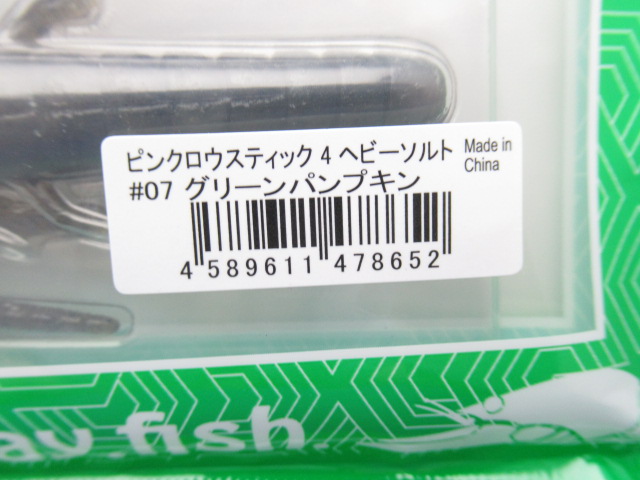 ピンクロウスティック 4 ヘビーソルト
Made in
China
#07 グリーンパンプキン
4 589611 478652
fish